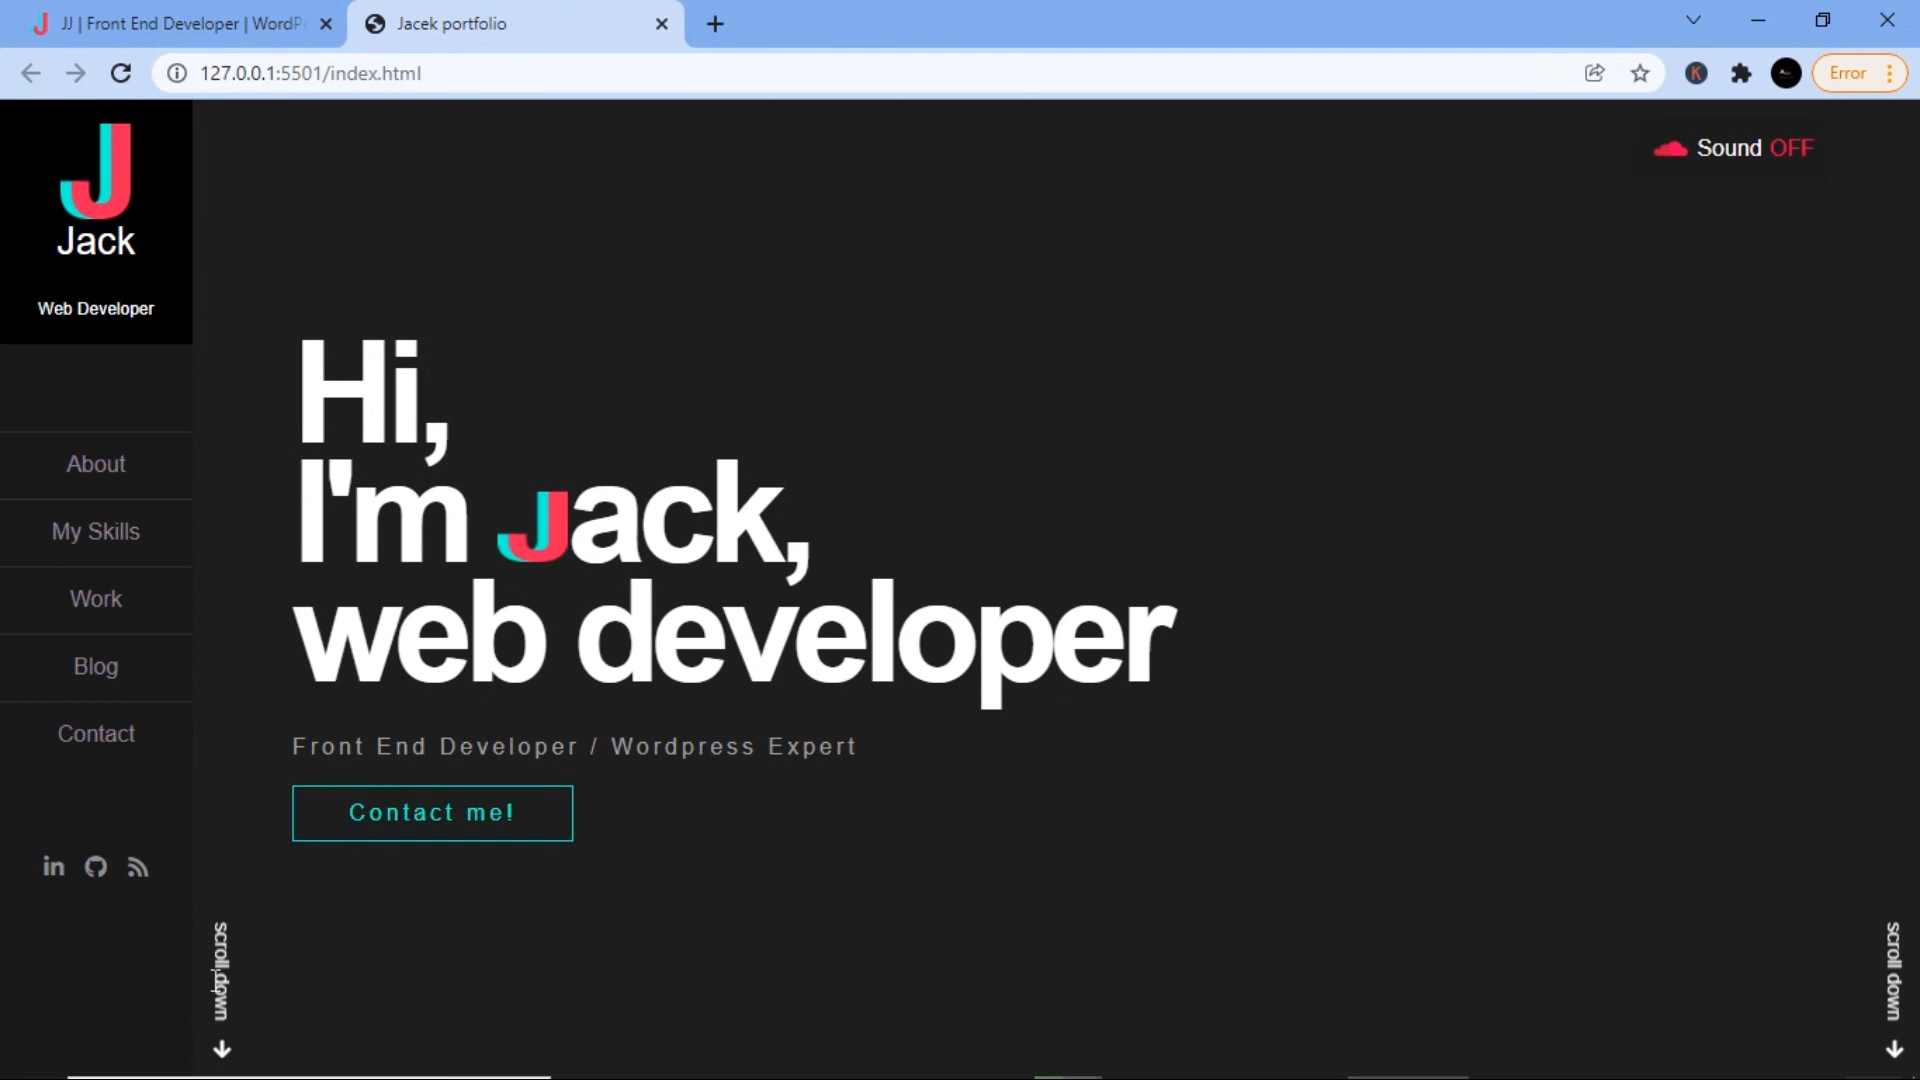 JJ | Front End Developer | WordP
Jacek portfolio
127.0.0.1:5501/index.html
K
Error
J
Jack
Web Developer
Sound OFF
About
My Skills
Work
Blog
Contact
in
Hi,
I'm Jack,
web developer
Front End Developer / Wordpress Expert
Contact me!
scroll down
scroll down